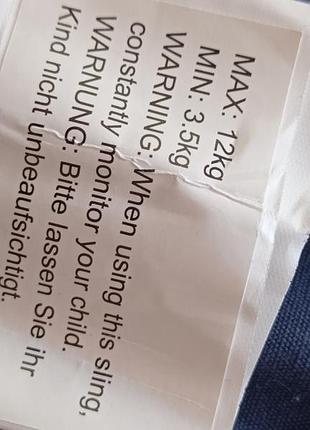 MAX: 12kg
MIN: 3.5kg
WARNING: When using this sling,
constantly monitor your child.
WARNUNG: Bitte lassen Sie ihr
Kind nicht unbeaufsichtigt.